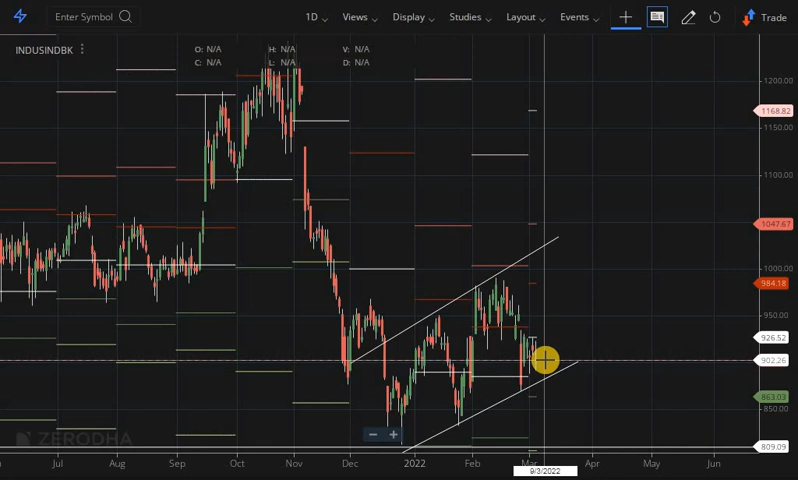 Enter Symbol 1D Views Display Studies Layout Events Trade
INDUSINDBK O: N/A H: N/A V: N/A
C: N/A L: N/A D: N/A
1200.00
1168.82
1150.00
1100.00
1047.67
1000.00
984.18
950.00
926.52
902.26
863.03
850.00
809.09
ZERODHA
Jul Aug Sep Oct Nov Dec 2022 Feb Mar Apr May Jun
9/3/2022